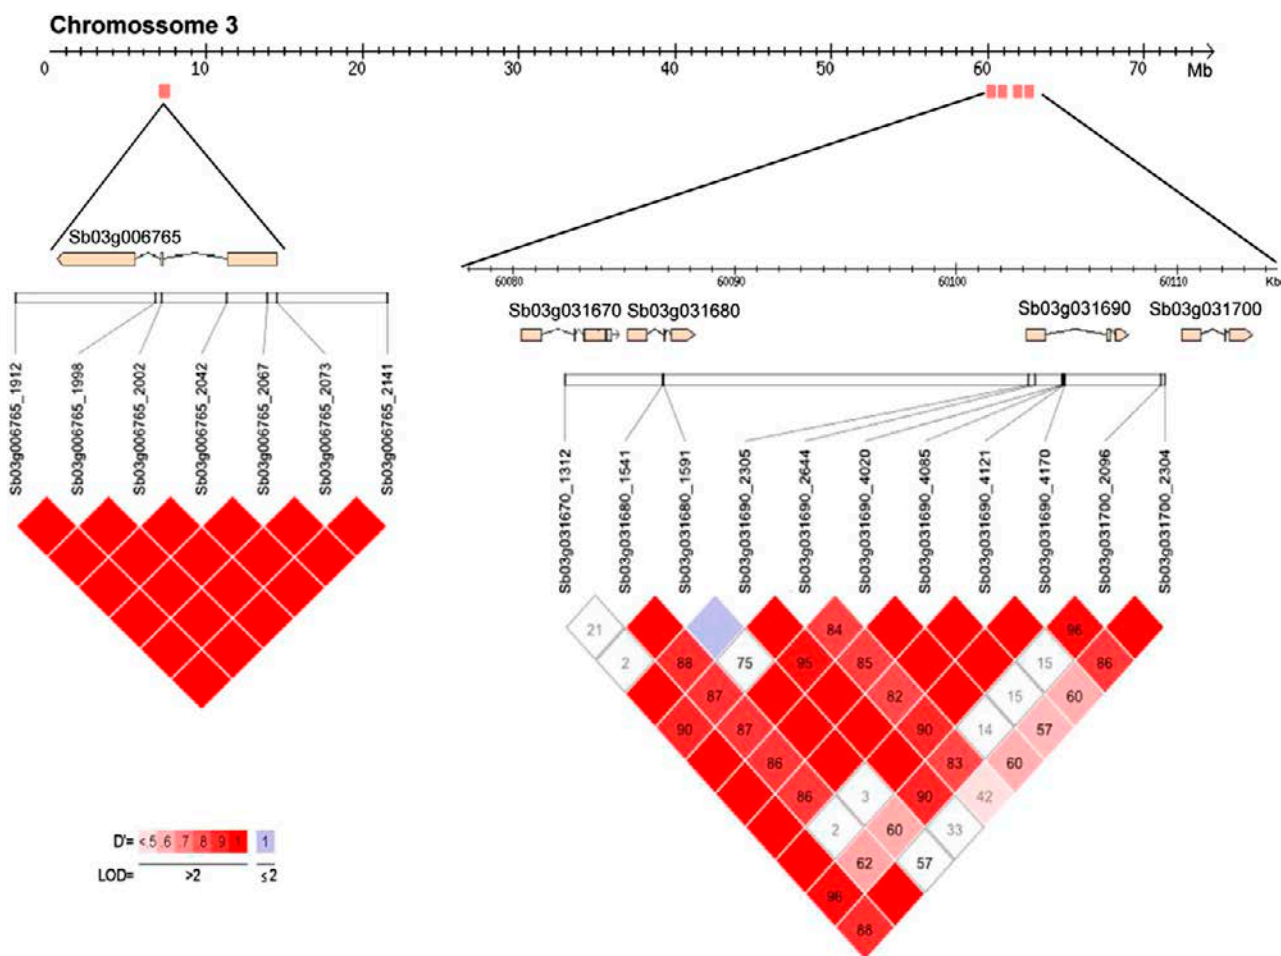 Chromossome 3
0 10 20 30 40 50 60 70 Mb
Sb03g006765
60080 60090 60100 60110 Kb
Sb03g031670 Sb03g031680 Sb03g031690 Sb03g031700
Sb03g006765_1912
Sb03g006765_1998
Sb03g006765_2002
Sb03g006765_2042
Sb03g006765_2067
Sb03g006765_2073
Sb03g006765_2141
Sb03g031670_1312
Sb03g031680_1541
Sb03g031680_1591
Sb03g031690_2305
Sb03g031690_2644
Sb03g031690_4020
Sb03g031690_4085
Sb03g031690_4121
Sb03g031690_4170
Sb03g031700_2096
Sb03g031700_2304
21 84 96
2 88 75 95 85 15 86
87 82 15 60
90 87 90 14 57
86 83 60
86 3 90 42
2 60 33
62 57
96
88
D'= <.5 .6 .7 .8 .9 1 1
LOD= >2 ≤2